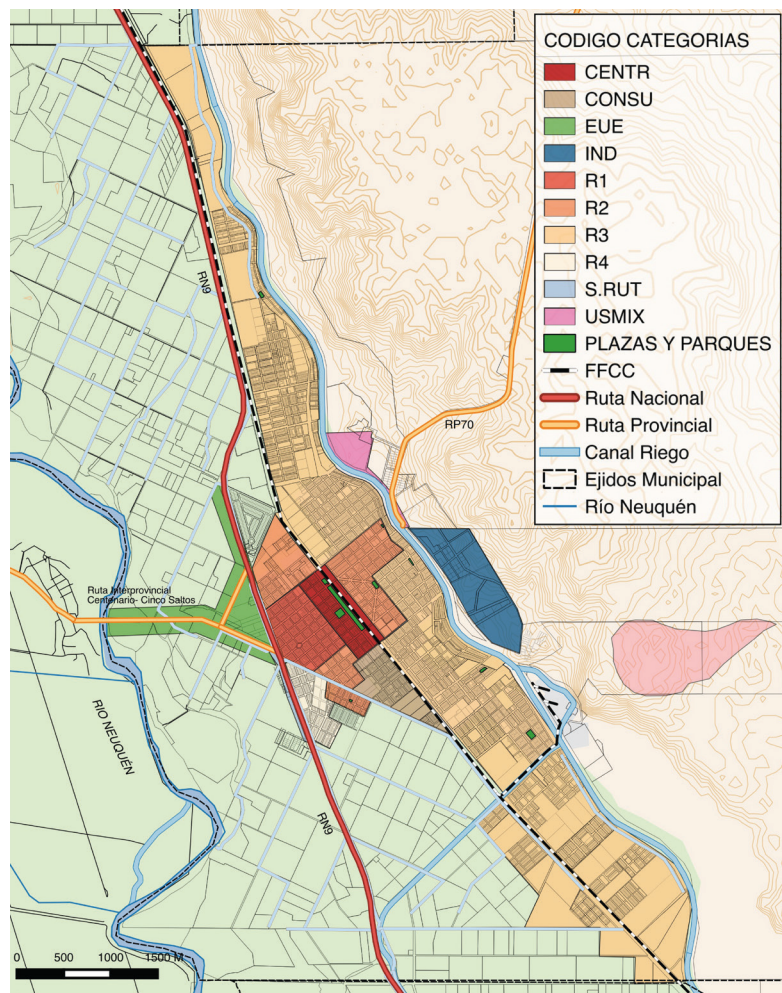 CODIGO CATEGORIAS
CENTR
CONSU
EUE
IND
R1
R2
R3
R4
S.RUT
USMIX
PLAZAS Y PARQUES
FFCC
Ruta Nacional
Ruta Provincial
Canal Riego
Ejidos Municipal
Río Neuquén
RN9
RP70
Ruta Interprovincial
Centenario- Cinco Saltos
RIO NEUQUÉN
RN9
0 500 1000 1500 M